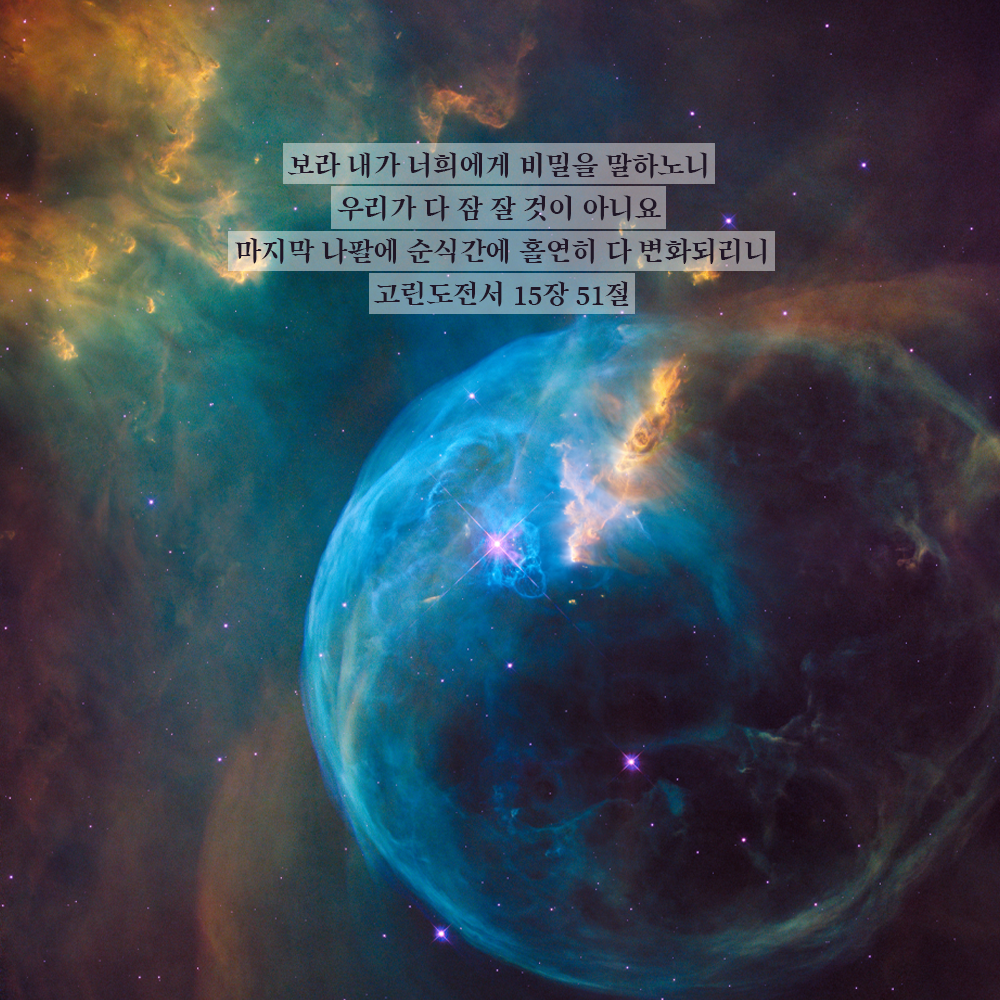 보라 내가 너희에게 비밀을 말하노니
우리가 다 잠 잘 것이 아니요
마지막 나팔에 순식간에 홀연히 다 변화되리니
고린도전서 15장 51절